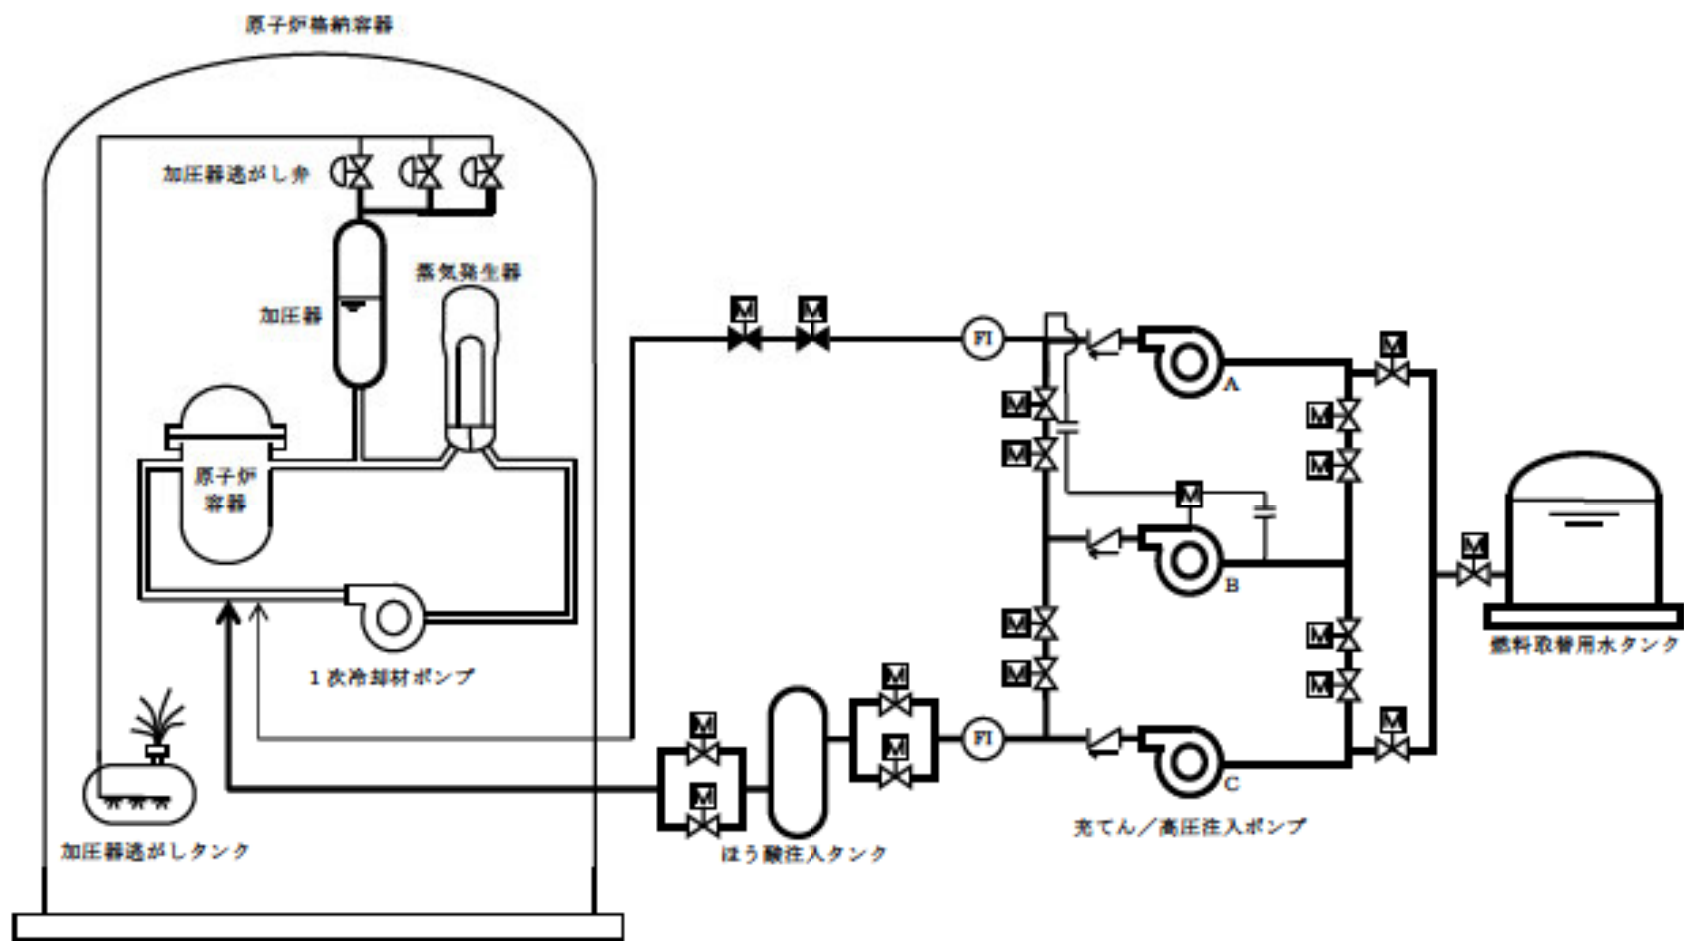 原子炉格納容器
加圧器逃がし弁
蒸気発生器
加圧器
M
M
FI
M
A
M
M
M
M
原子炉
容器
M
M
B
M
M
M
燃料取替用水タンク
1次冷却材ポンプ
M
M
M
M
M
FI
M
C
M
充てん/高圧注入ポンプ
加圧器逃がしタンク
ほう酸注入タンク